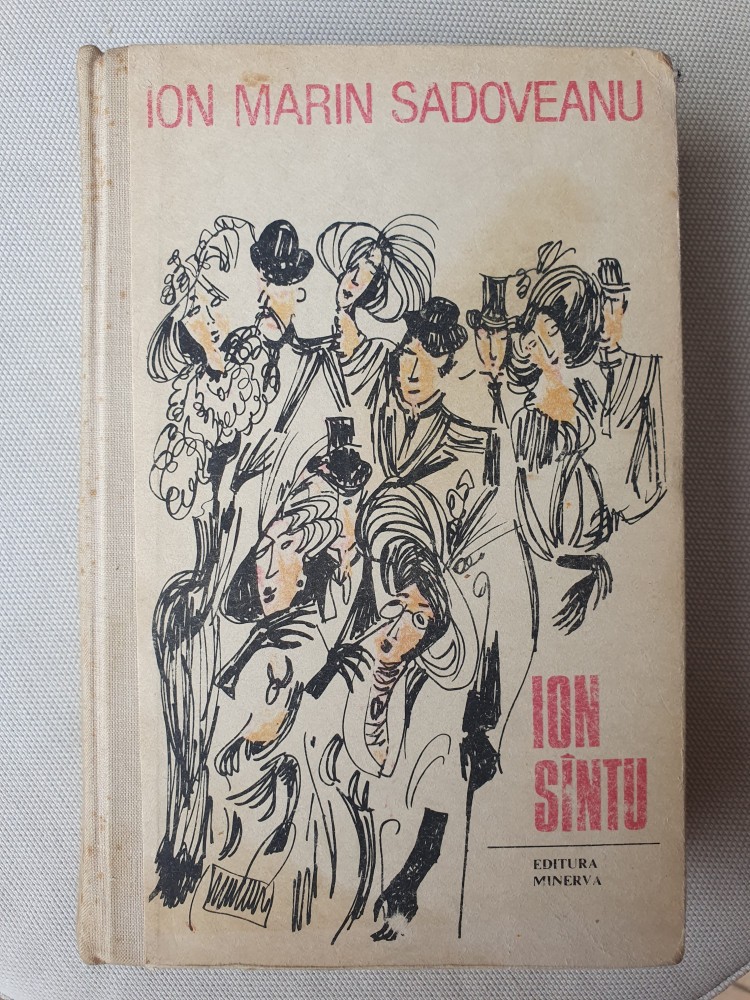 ION MARIN SADOVEANU
ION
SÎNTU
EDITURA
MINERVA